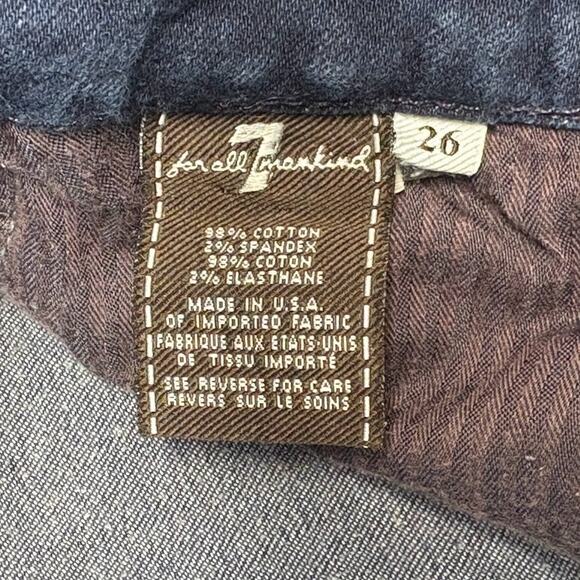 for all 7 mankind
26
98% COTTON
2% SPANDEX
98% COTON
2% ELASTHANE
MADE IN U.S.A.
OF IMPORTED FABRIC
FABRIQUE AUX ETATS-UNIS
DE TISSU IMPORTÉ
SEE REVERSE FOR CARE
REVERS SUR LE SOINS